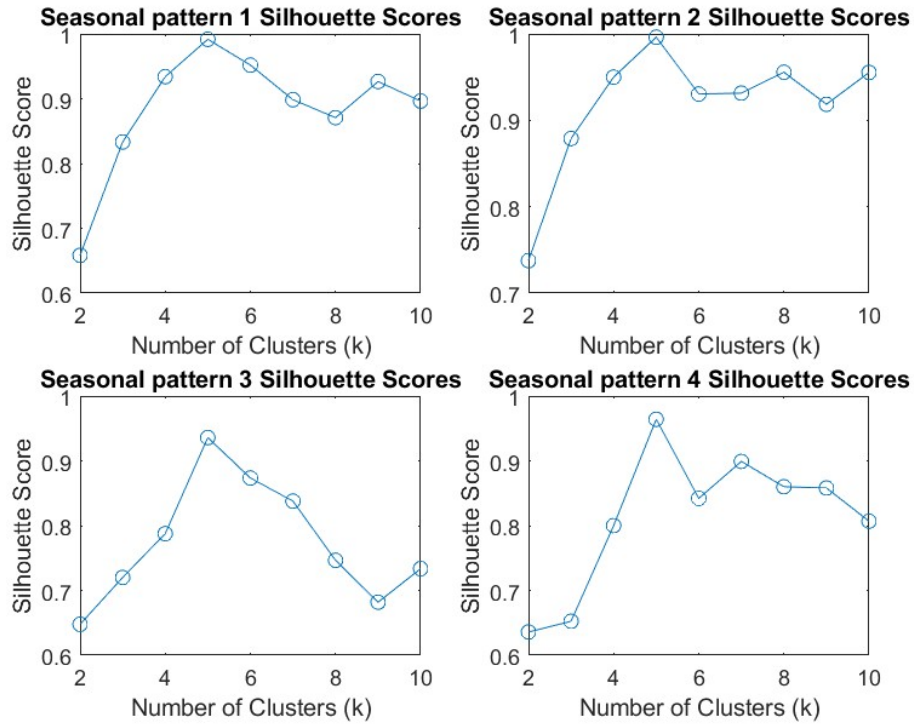 Seasonal pattern 1 Silhouette Scores
1
0.9
0.8
0.7
0.6
Silhouette Score
2 4 6 8 10
Number of Clusters (k)
Seasonal pattern 2 Silhouette Scores
1
0.9
0.8
0.7
Silhouette Score
2 4 6 8 10
Number of Clusters (k)
Seasonal pattern 3 Silhouette Scores
1
0.9
0.8
0.7
0.6
Silhouette Score
2 4 6 8 10
Number of Clusters (k)
Seasonal pattern 4 Silhouette Scores
1
0.9
0.8
0.7
0.6
Silhouette Score
2 4 6 8 10
Number of Clusters (k)